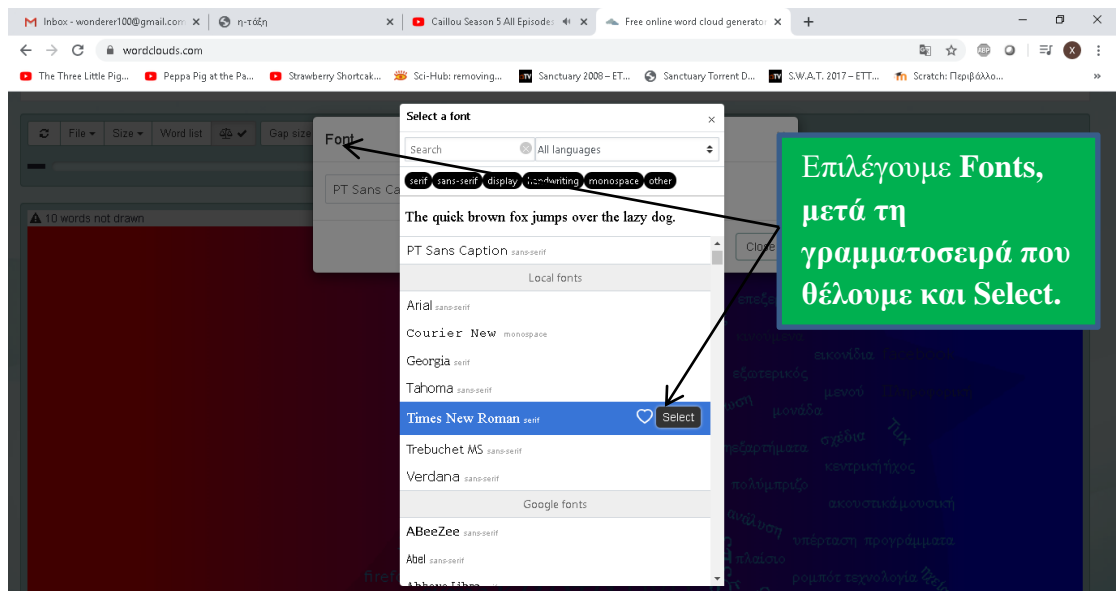 Inbox - wonderer100@gmail.com
η-τάξη
Caillou Season 5 All Episodes
Free online word cloud generator
wordclouds.com
The Three Little Pig...
Peppa Pig at the Pa...
Strawberry Shortcak...
Sci-Hub: removing...
Sanctuary 2008 – ET...
Sanctuary Torrent D...
S.W.A.T. 2017 – ETT...
Scratch: Περιβάλλο...
File
Size
Word list
Gap size
Font
PT Sans Ca
10 words not drawn
Select a font
Search
All languages
serif sans-serif display handwriting monospace other
The quick brown fox jumps over the lazy dog.
PT Sans Caption sans-serif
Local fonts
Arial sans-serif
Courier New monospace
Georgia serif
Tahoma sans-serif
Times New Roman serif
Select
Trebuchet MS sans-serif
Verdana sans-serif
Google fonts
ABeeZee sans-serif
Abel sans-serif
Close
Επιλέγουμε Fonts,
μετά τη
γραμματοσειρά που
θέλουμε και Select.
εικονίδια
εξωτερικός
μενού
μονάδα
σχέδια
Tux
κεντρική ήχος
πολύμπριζο
ακουστικά μουσική
ανάλυση
υπέρταση προγράμματα
πλαίσιο
ρομπότ τεχνολογία